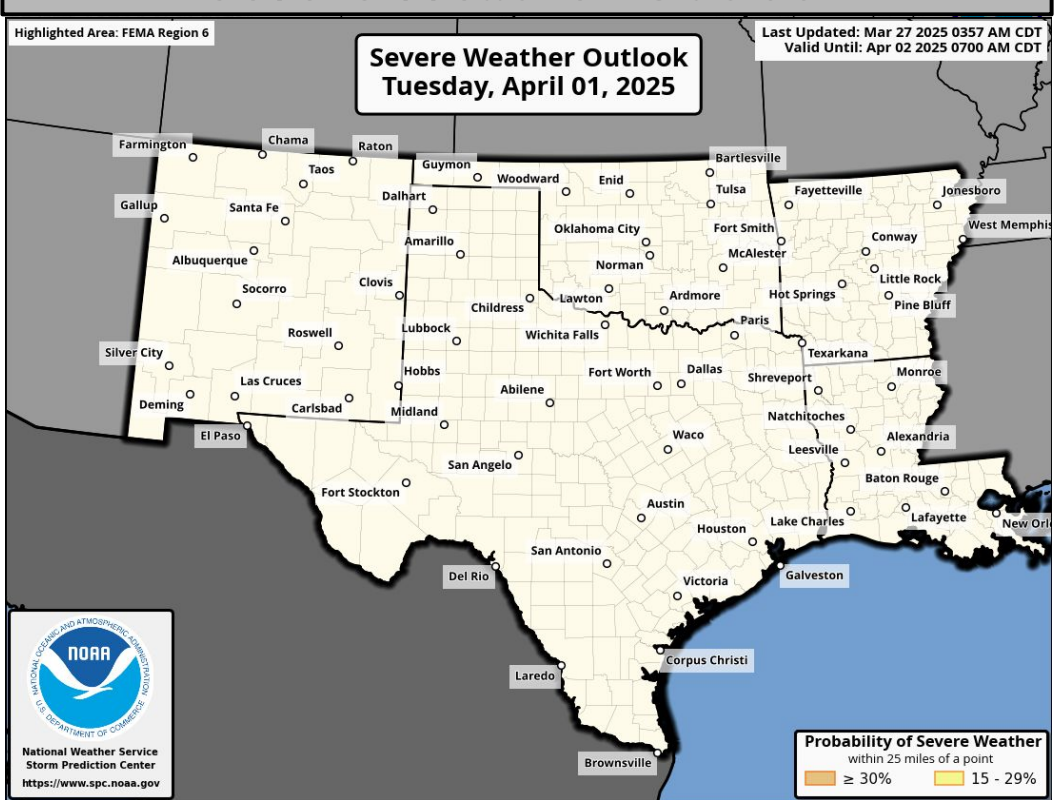 Highlighted Area: FEMA Region 6
Severe Weather Outlook
Tuesday, April 01, 2025
Last Updated: Mar 27 2025 0357 AM CDT
Valid Until: Apr 02 2025 0700 AM CDT
Farmington
Chama
Raton
Taos
Guymon
Woodward
Enid
Bartlesville
Tulsa
Fayetteville
Jonesboro
Gallup
Santa Fe
Dalhart
Oklahoma City
Fort Smith
West Memphis
Albuquerque
Amarillo
Norman
McAlester
Conway
Socorro
Clovis
Childress
Lawton
Ardmore
Hot Springs
Little Rock
Pine Bluff
Roswell
Lubbock
Wichita Falls
Paris
Texarkana
Silver City
Las Cruces
Hobbs
Fort Worth
Dallas
Shreveport
Monroe
Deming
Carlsbad
Midland
Abilene
Natchitoches
El Paso
Waco
Leesville
Alexandria
San Angelo
Baton Rouge
Fort Stockton
Austin
Houston
Lake Charles
Lafayette
New Orl
San Antonio
Del Rio
Victoria
Galveston
Laredo
Corpus Christi
Brownsville
NATIONAL OCEANIC AND ATMOSPHERIC ADMINISTRATION
NOAA
U.S. DEPARTMENT OF COMMERCE
National Weather Service
Storm Prediction Center
https://www.spc.noaa.gov
Probability of Severe Weather
within 25 miles of a point
≥ 30%
15 - 29%